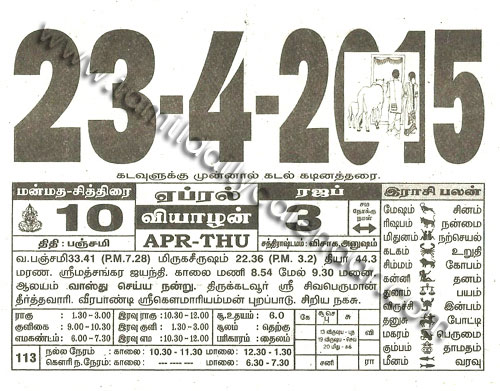 23-4-2015
www.tamildailycalendar.com
கடவுளுக்கு முன்னால் கடல் கடினத்தரை.
மன்மத-சித்திரை ஏப்ரல் ரஜப் இராசி பலன்
10 வியாழன் 3
சம நோக்கு நாள்
திதி : பஞ்சமி APR-THU சந்திராஷ்டமம் : விசாக, அனுஷம்
மேஷம் சினம்
ரிஷபம் நன்மை
மிதுனம் நற்செயல்
கடகம் உறுதி
சிம்மம் கோபம்
கன்னி தனம்
துலாம் பயம்
விருச்சி இன்பம்
தனுசு போட்டி
மகரம் பெருமை
கும்பம் தாமதம்
மீனம் வரவு
வ.பஞ்சமி33.41 (P.M.7.28) மிருகசீருஷம் 22.36 (P.M. 3.2) தியா 44.3
மரண. ஸ்ரீமத்சங்கர ஜயந்தி. காலை மணி 8.54 மேல் 9.30 மனை,
ஆலயம் வாஸ்து செய்ய நன்று. திருக்கடவூர் ஸ்ரீ சிவபெருமான்
தீர்த்தவாரி. வீரபாண்டி ஸ்ரீகௌமாரியம்மன் புறப்பாடு. சிறிய நகசு.
ராகு : 1.30 - 3.00 இரவு ராகு : 10.30-12.00 சூ.உதயம் : 6.0
குளிகை : 9.00 - 10.30 இரவு குளி : 1.30 - 3.00 சூலம் : தெற்கு
எமகண்டம் : 6.00 - 7.30 இரவு எம : 10.30-12.00 பரிகாரம் : தைலம்
113 நல்ல நேரம் : காலை : 10.30 - 11.30 மாலை : 12.30 - 1.30
கௌரி ந.நேரம் : காலை : ---- ---- மாலை : 6.30 - 7.30